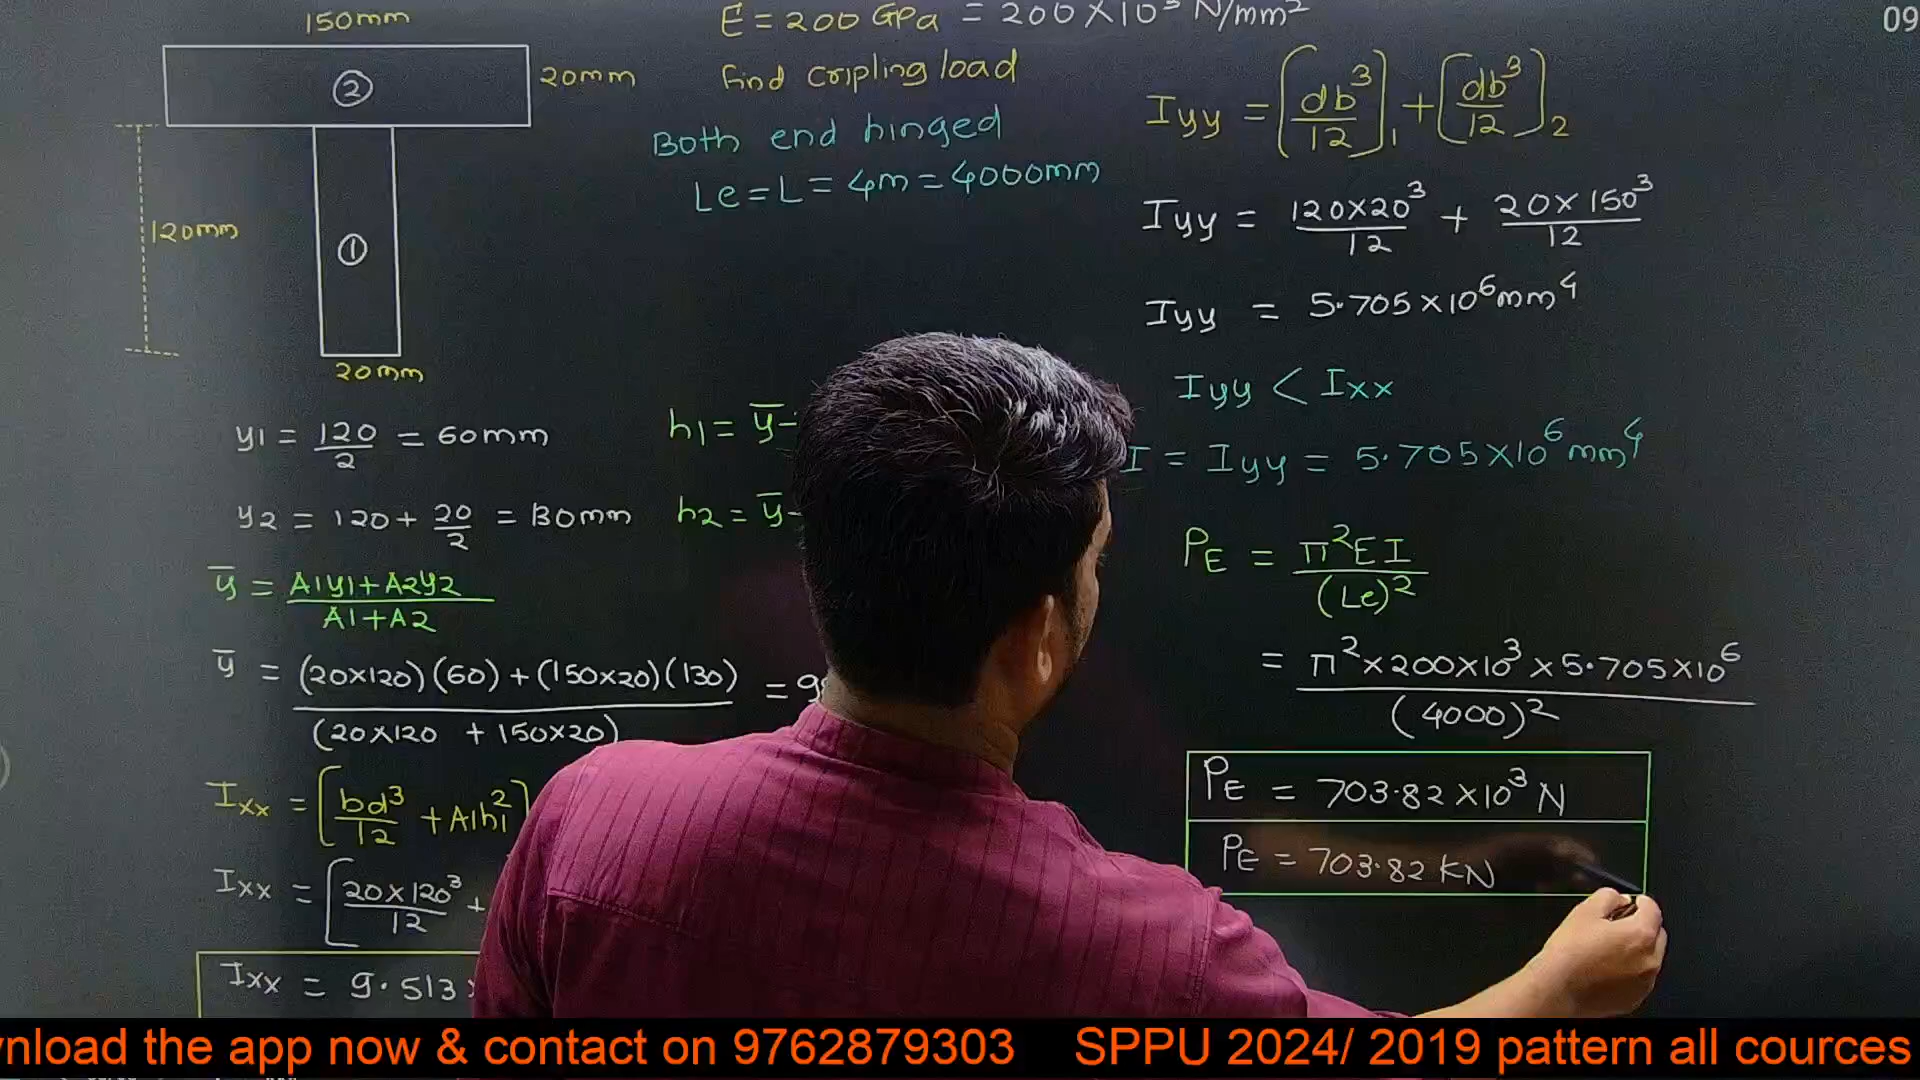 150mm
20mm
②
120mm
①
20mm
E = 200 GPa = 200 × 10³ N/mm²
Find cripling load
Both end hinged
Le = L = 4m = 4000mm
y1 = 120/2 = 60mm
y2 = 120 + 20/2 = 130mm
ȳ = A1y1 + A2y2 / A1 + A2
ȳ = (20×120)(60) + (150×20)(130) / (20×120 + 150×20) = 9
Ixx = [bd³/12 + A1h1²]
Ixx = [20×120³/12 +
Ixx = 9.513
h1 = ȳ -
h2 = ȳ -
09
Iyy = [db³/12]1 + [db³/12]2
Iyy = 120×20³/12 + 20×150³/12
Iyy = 5.705×10⁶mm⁴
Iyy < Ixx
I = Iyy = 5.705×10⁶mm⁴
PE = π²EI / (Le)²
= π²×200×10³×5.705×10⁶ / (4000)²
PE = 703.82×10³ N
PE = 703.82 KN
nload the app now & contact on 9762879303 SPPU 2024/ 2019 pattern all cources